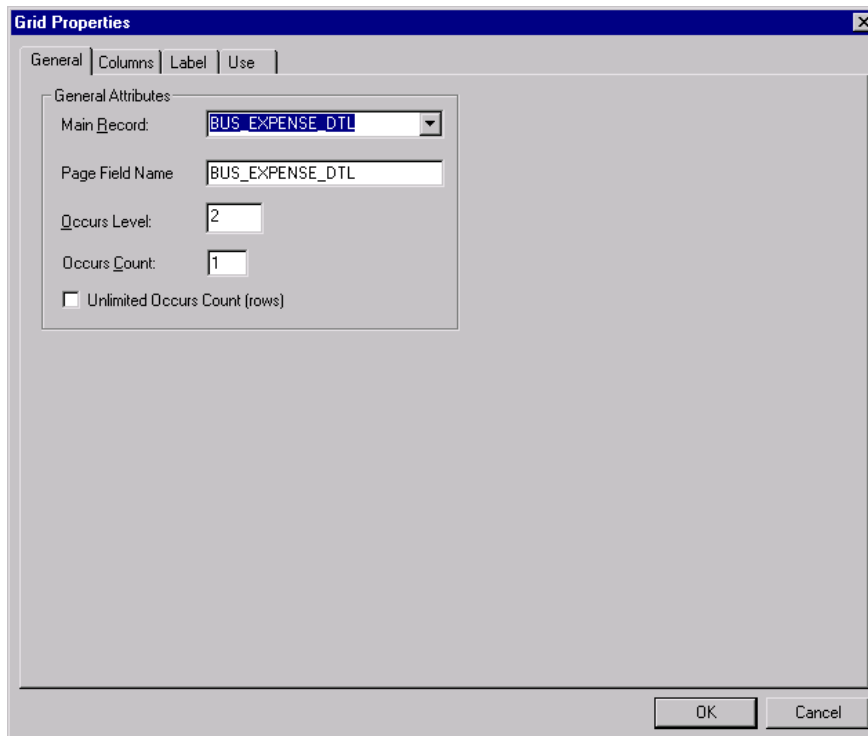 Grid Properties
General Columns Label Use
General Attributes
Main Record: BUS_EXPENSE_DTL
Page Field Name BUS_EXPENSE_DTL
Occurs Level: 2
Occurs Count: 1
Unlimited Occurs Count (rows)
OK Cancel